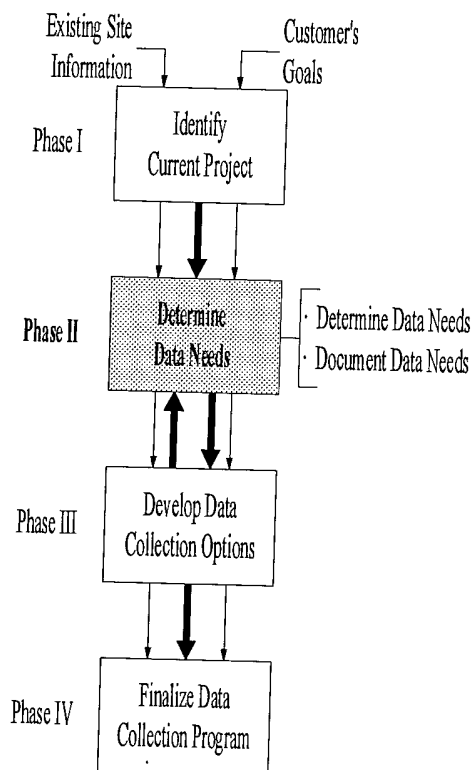 Existing Site
Information
Customer's
Goals
Phase I
Identify
Current Project
Phase II
Determine
Data Needs
· Determine Data Needs
· Document Data Needs
Phase III
Develop Data
Collection Options
Phase IV
Finalize Data
Collection Program